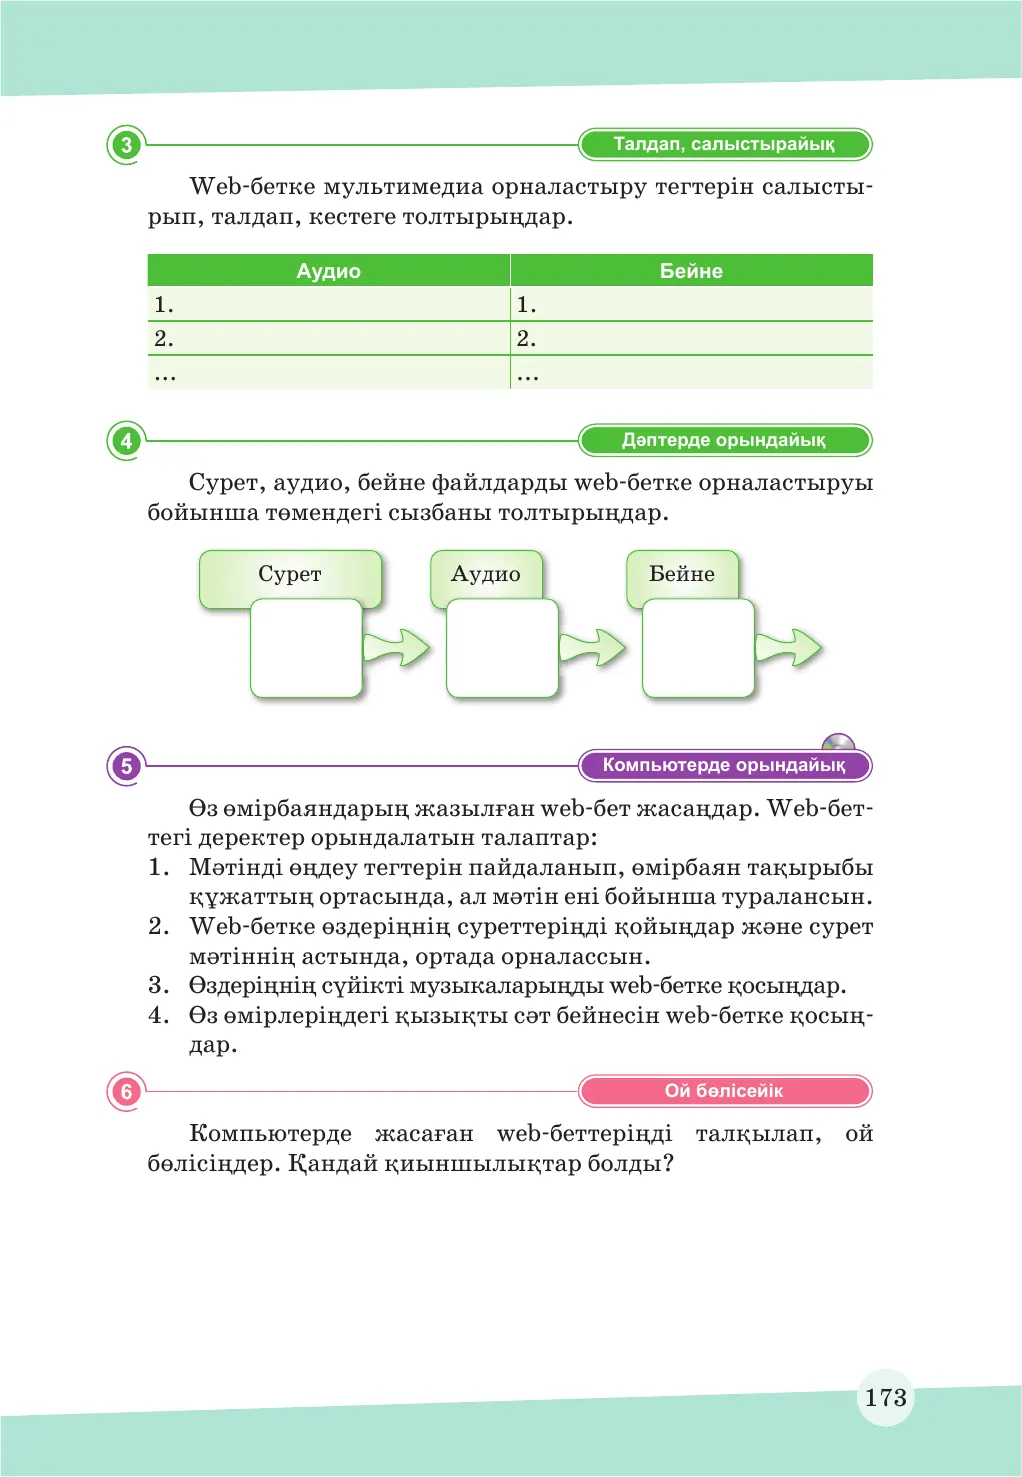 3
Талдап, салыстырайық
Web-бетке мультимедиа орналастыру тегтерін салысты-
рып, талдап, кестеге толтырыңдар.
Аудио Бейне
1. 1.
2. 2.
... ...
4
Дәптерде орындайық
Сурет, аудио, бейне файлдарды web-бетке орналастыруы
бойынша төмендегі сызбаны толтырыңдар.
Сурет Аудио Бейне
5
Компьютерде орындайық
Өз өмірбаяндарың жазылған web-бет жасаңдар. Web-бет-
тегі деректер орындалатын талаптар:
1. Мәтінді өңдеу тегтерін пайдаланып, өмірбаян тақырыбы
құжаттың ортасында, ал мәтін ені бойынша туралансын.
2. Web-бетке өздеріңнің суреттеріңді қойыңдар және сурет
мәтіннің астында, ортада орналассын.
3. Өздеріңнің сүйікті музыкаларыңды web-бетке қосыңдар.
4. Өз өмірлеріңдегі қызықты сәт бейнесін web-бетке қосың-
дар.
6
Ой бөлісейік
Компьютерде жасаған web-беттеріңді талқылап, ой
бөлісіңдер. Қандай қиыншылықтар болды?
173